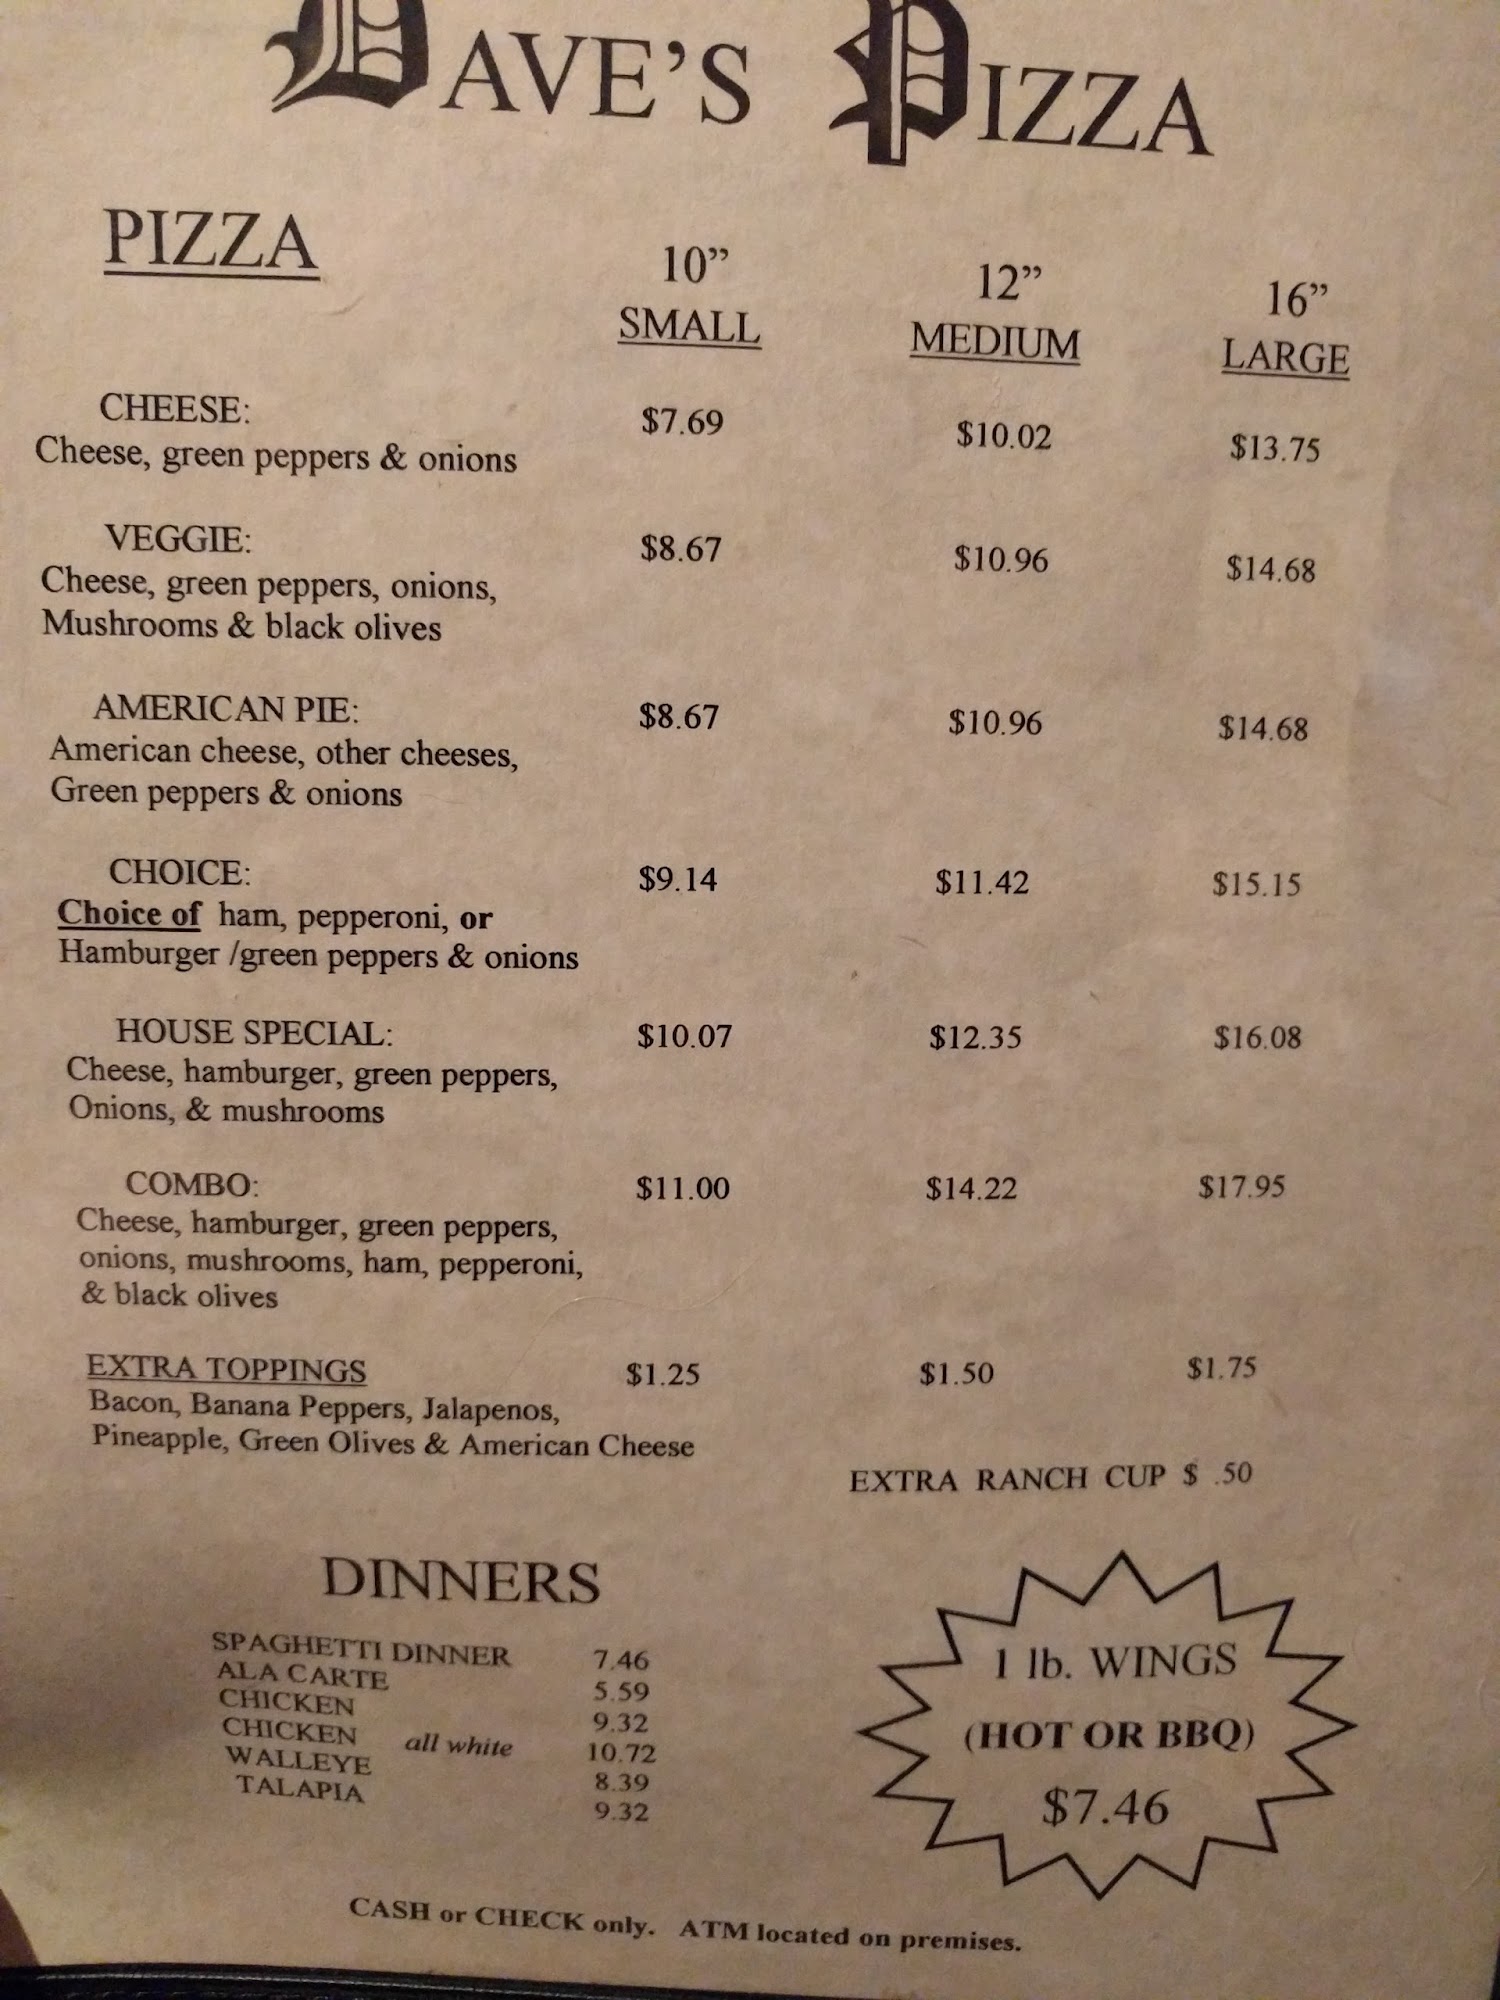 DAVE'S PIZZA
PIZZA
10" 12" 16"
SMALL MEDIUM LARGE
CHEESE: $7.69 $10.02 $13.75
Cheese, green peppers & onions
VEGGIE: $8.67 $10.96 $14.68
Cheese, green peppers, onions,
Mushrooms & black olives
AMERICAN PIE: $8.67 $10.96 $14.68
American cheese, other cheeses,
Green peppers & onions
CHOICE: $9.14 $11.42 $15.15
Choice of ham, pepperoni, or
Hamburger /green peppers & onions
HOUSE SPECIAL: $10.07 $12.35 $16.08
Cheese, hamburger, green peppers,
Onions, & mushrooms
COMBO: $11.00 $14.22 $17.95
Cheese, hamburger, green peppers,
onions, mushrooms, ham, pepperoni,
& black olives
EXTRA TOPPINGS $1.25 $1.50 $1.75
Bacon, Banana Peppers, Jalapenos,
Pineapple, Green Olives & American Cheese
EXTRA RANCH CUP $ .50
DINNERS
SPAGHETTI DINNER 7.46
ALA CARTE 5.59
CHICKEN 9.32
CHICKEN all white 10.72
WALLEYE 8.39
TALAPIA 9.32
1 lb. WINGS
(HOT OR BBQ)
$7.46
CASH or CHECK only. ATM located on premises.